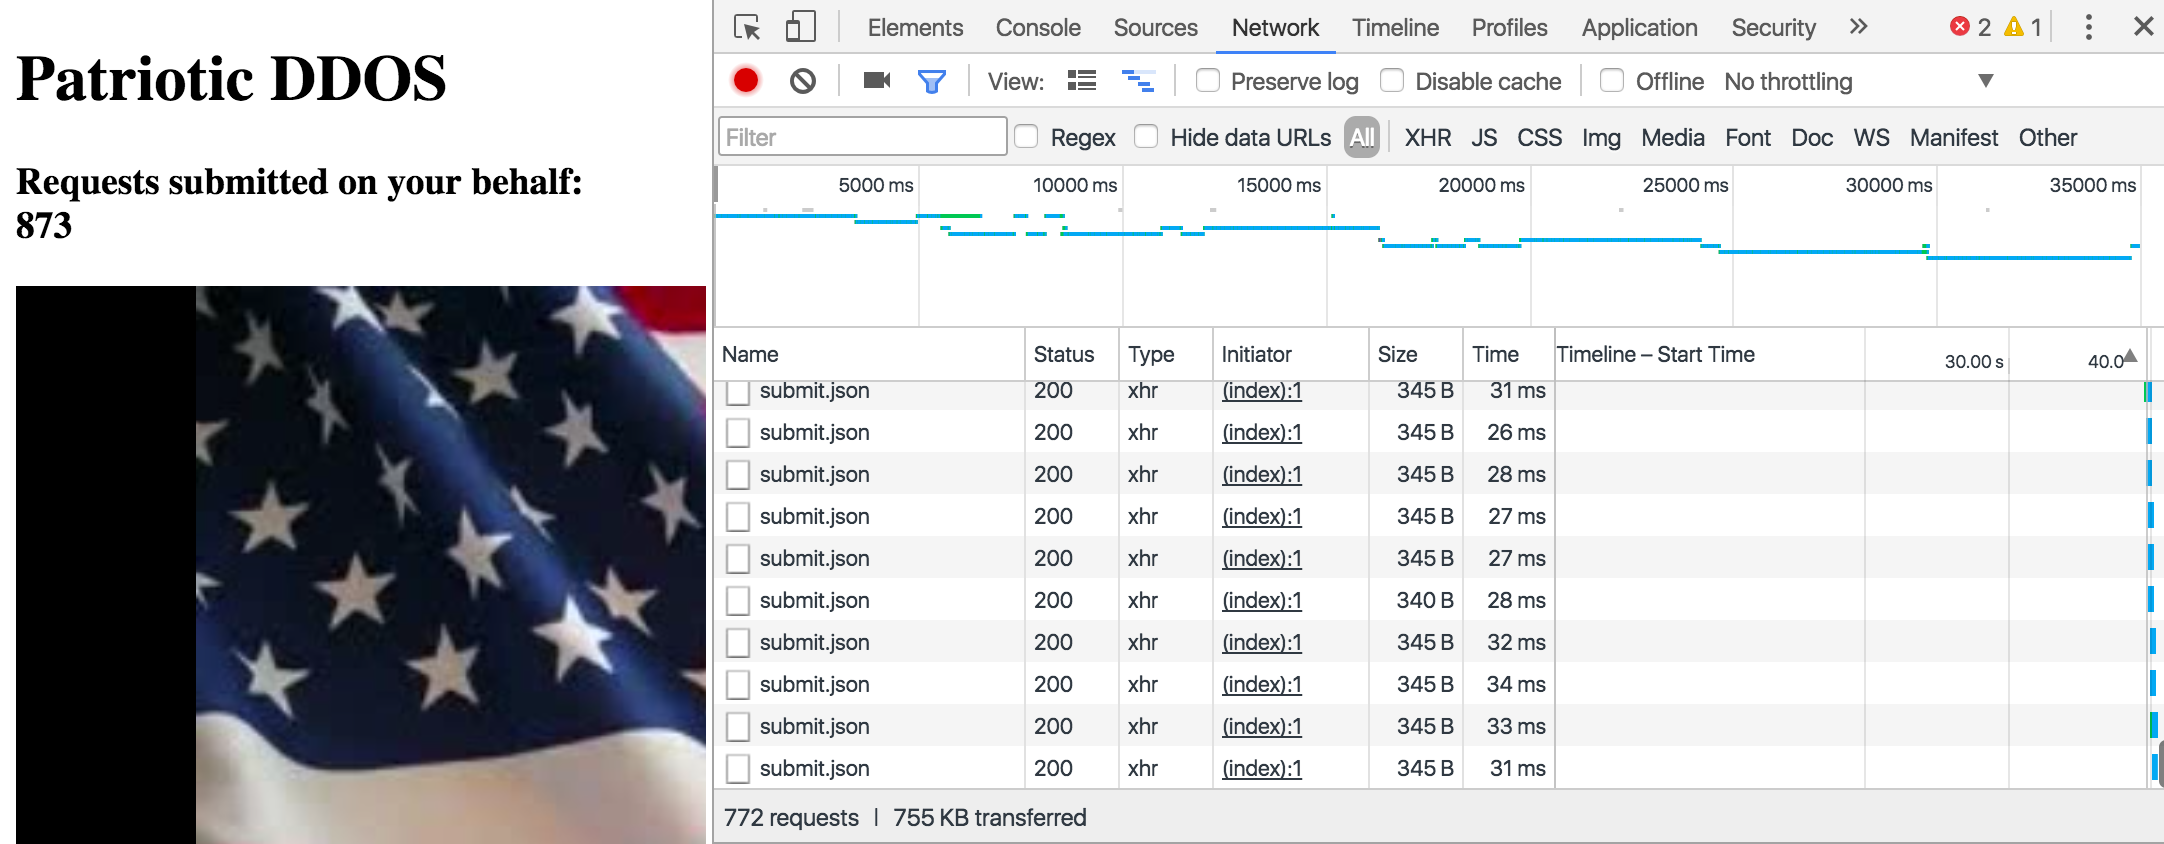 Patriotic DDOS
Requests submitted on your behalf:
873
Elements Console Sources Network Timeline Profiles Application Security » 2 1
View: Preserve log Disable cache Offline No throttling
Filter Regex Hide data URLs All XHR JS CSS Img Media Font Doc WS Manifest Other
5000 ms 10000 ms 15000 ms 20000 ms 25000 ms 30000 ms 35000 ms
Name Status Type Initiator Size Time Timeline – Start Time 30.00 s 40.0
submit.json 200 xhr (index):1 345 B 31 ms
submit.json 200 xhr (index):1 345 B 26 ms
submit.json 200 xhr (index):1 345 B 28 ms
submit.json 200 xhr (index):1 345 B 27 ms
submit.json 200 xhr (index):1 345 B 27 ms
submit.json 200 xhr (index):1 340 B 28 ms
submit.json 200 xhr (index):1 345 B 32 ms
submit.json 200 xhr (index):1 345 B 34 ms
submit.json 200 xhr (index):1 345 B 33 ms
submit.json 200 xhr (index):1 345 B 31 ms
772 requests | 755 KB transferred